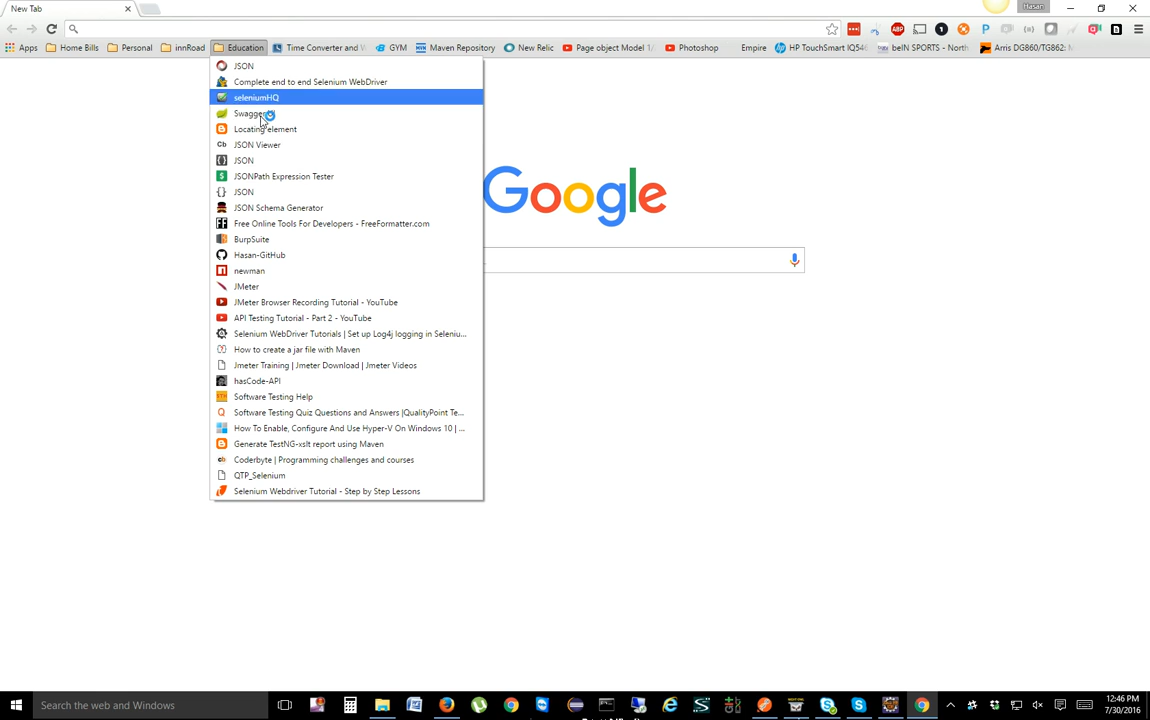 New Tab
Hasan
Apps Home Bills Personal innRoad Education Time Converter and GYM Maven Repository New Relic Page object Model 1/ Photoshop Empire HP TouchSmart IQ54 beIN SPORTS - North Arris DG860/TG862:
JSON
Complete end to end Selenium WebDriver
seleniumHQ
Swagger
Locating element
Cb JSON Viewer
JSON
JSONPath Expression Tester
JSON
JSON Schema Generator
FF Free Online Tools For Developers - FreeFormatter.com
BurpSuite
Hasan-GitHub
newman
JMeter
JMeter Browser Recording Tutorial - YouTube
API Testing Tutorial - Part 2 - YouTube
Selenium WebDriver Tutorials | Set up Log4j logging in Seleniu...
How to create a jar file with Maven
Jmeter Training | Jmeter Download | Jmeter Videos
hasCode-API
STH Software Testing Help
Software Testing Quiz Questions and Answers |QualityPoint Te...
How To Enable, Configure And Use Hyper-V On Windows 10 | ...
Generate TestNG-xslt report using Maven
Coderbyte | Programming challenges and courses
QTP_Selenium
Selenium Webdriver Tutorial - Step by Step Lessons
Google
Search the web and Windows
12:46 PM
7/30/2016